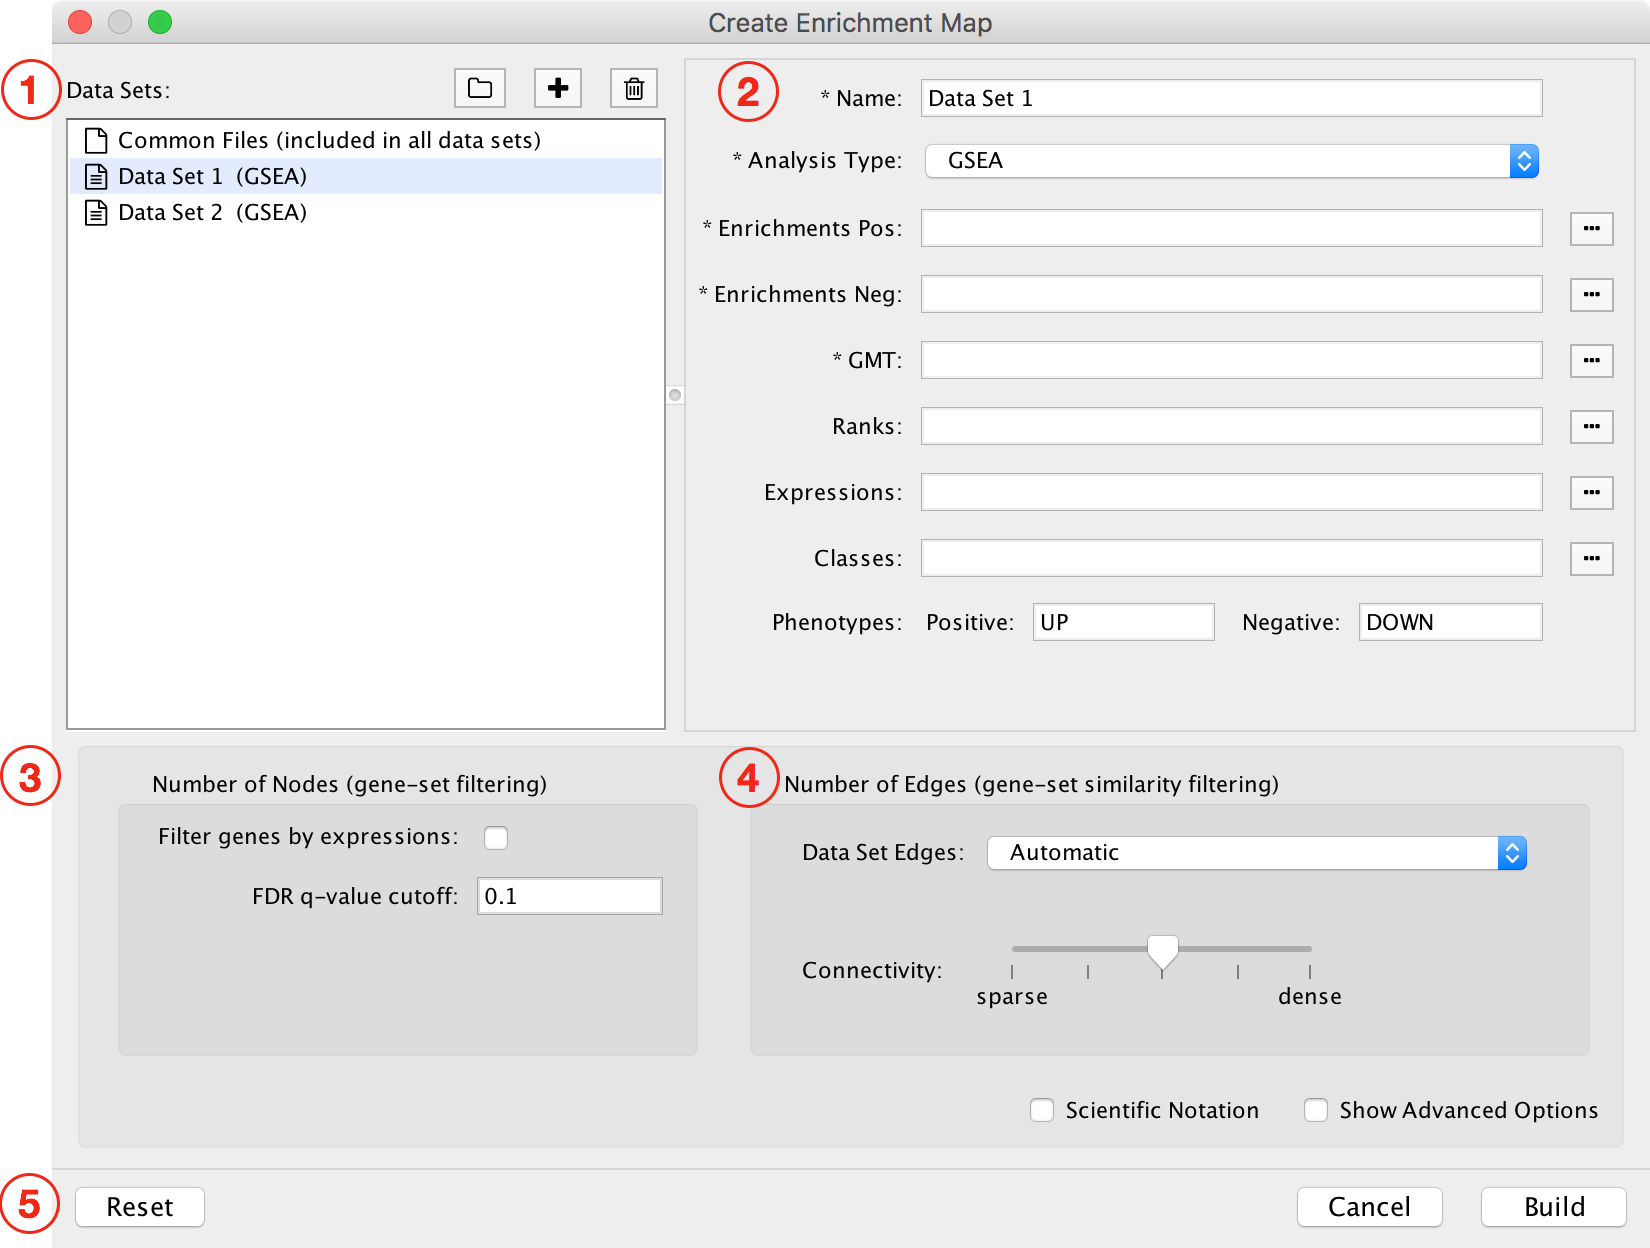 Create Enrichment Map
1 Data Sets:
Common Files (included in all data sets)
Data Set 1 (GSEA)
Data Set 2 (GSEA)
2 * Name: Data Set 1
* Analysis Type: GSEA
* Enrichments Pos: ...
* Enrichments Neg: ...
* GMT: ...
Ranks: ...
Expressions: ...
Classes: ...
Phenotypes: Positive: UP Negative: DOWN
3 Number of Nodes (gene-set filtering)
Filter genes by expressions:
FDR q-value cutoff: 0.1
4 Number of Edges (gene-set similarity filtering)
Data Set Edges: Automatic
Connectivity:
sparse dense
Scientific Notation Show Advanced Options
5 Reset Cancel Build